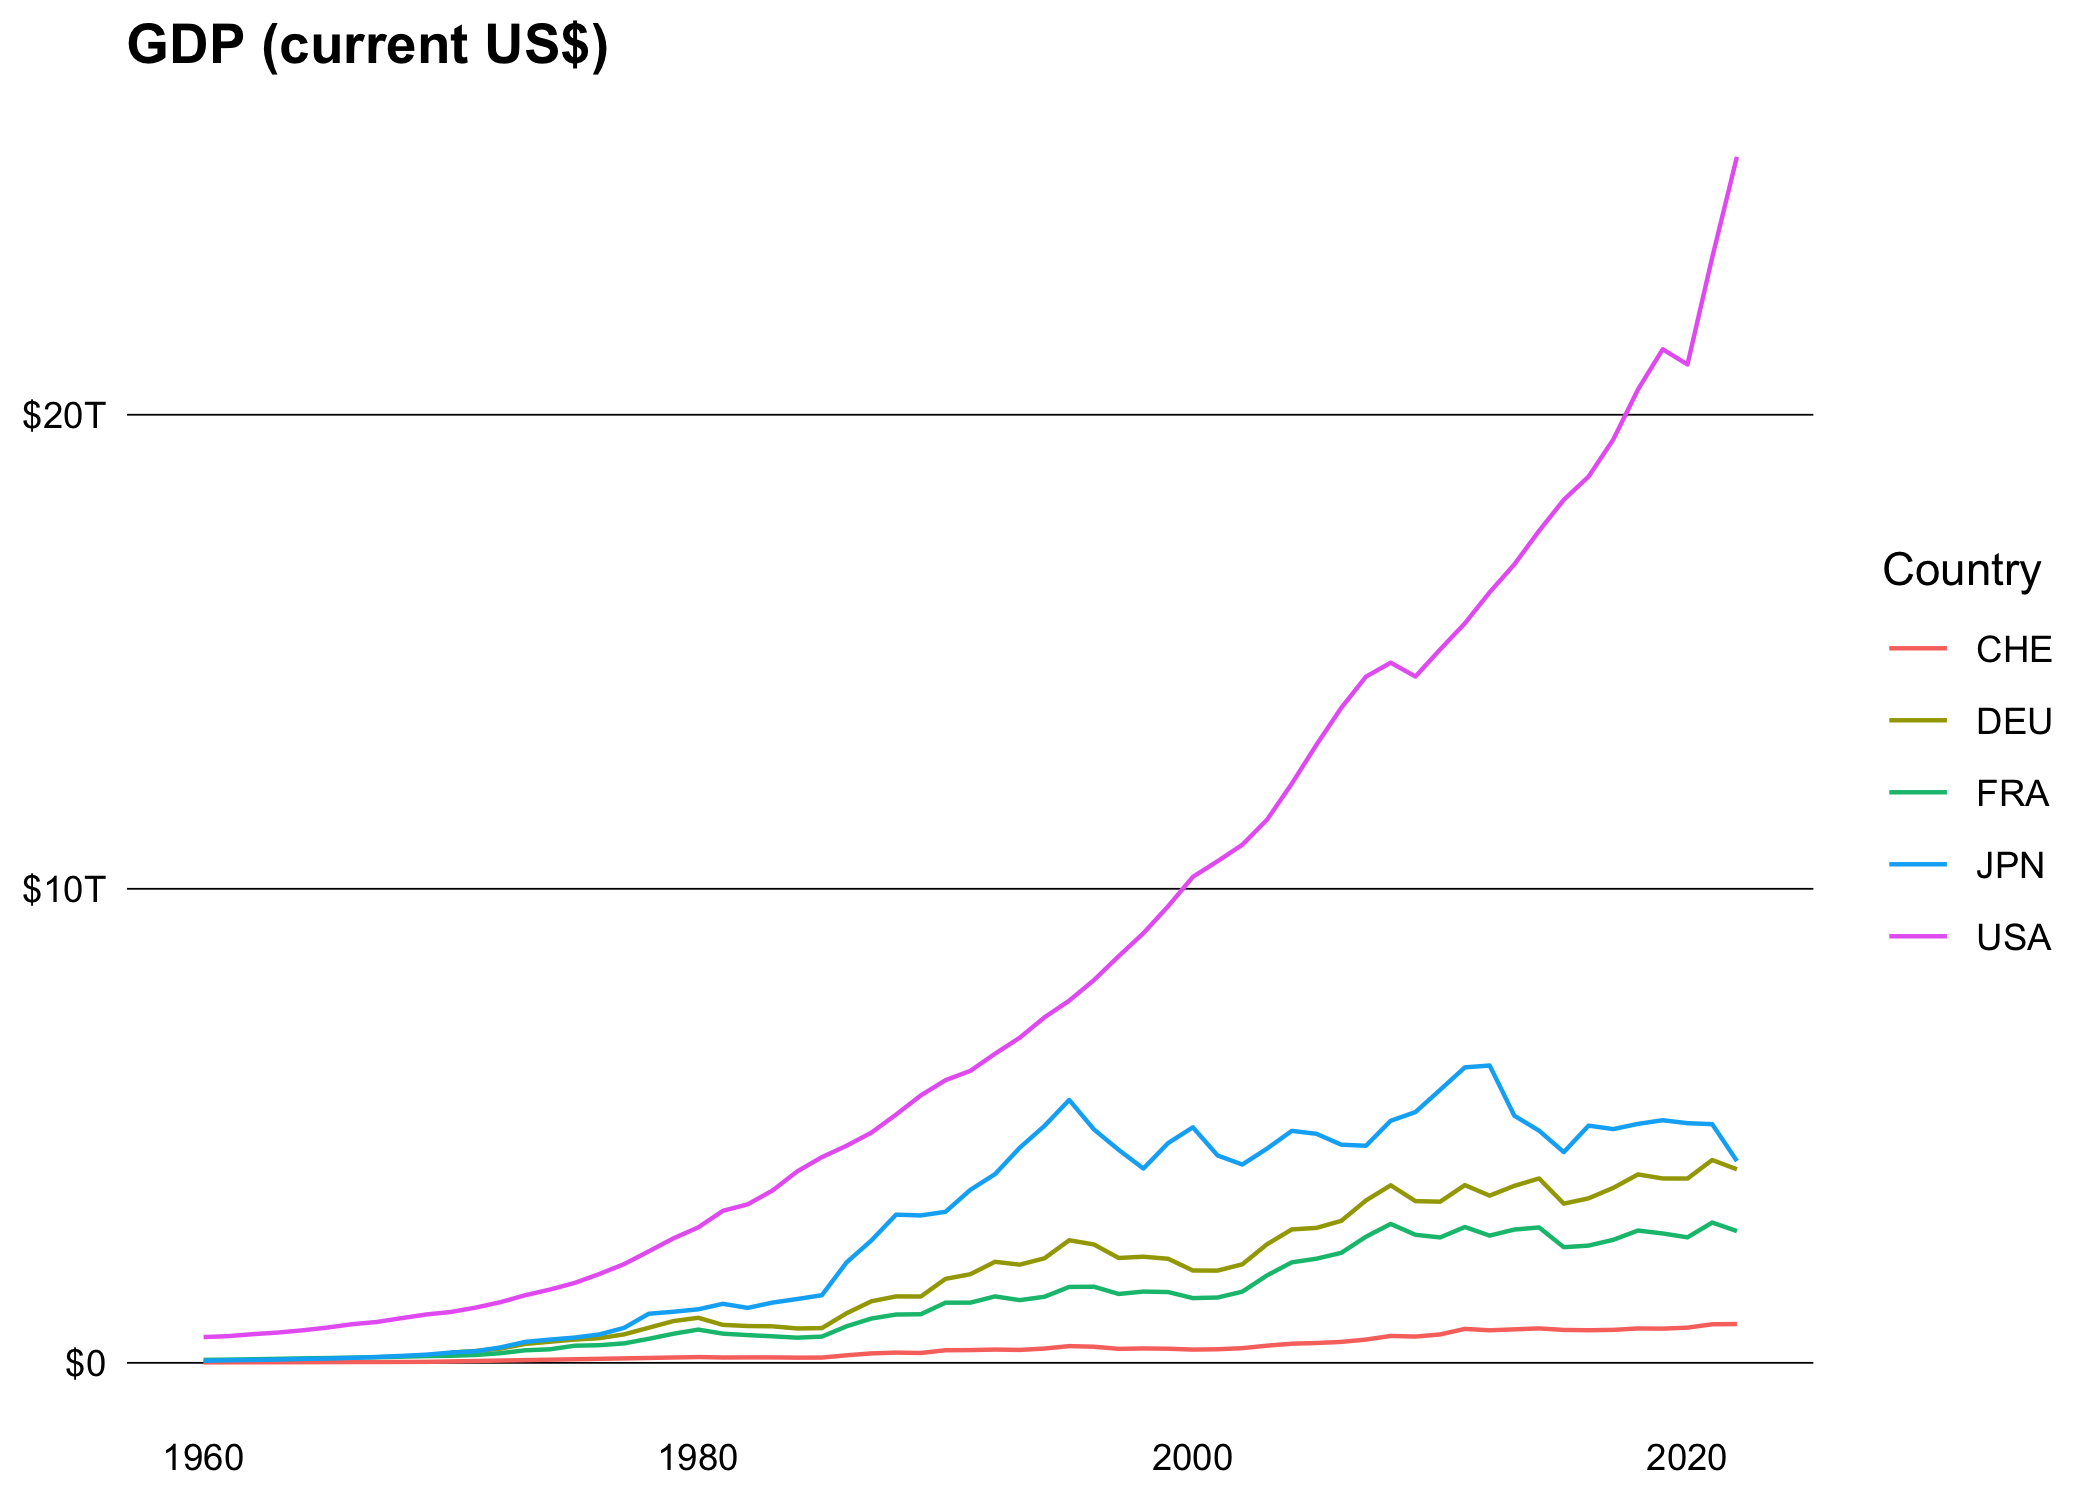 GDP (current US$)
$20T
$10T
$0
1960 1980 2000 2020
Country
CHE
DEU
FRA
JPN
USA